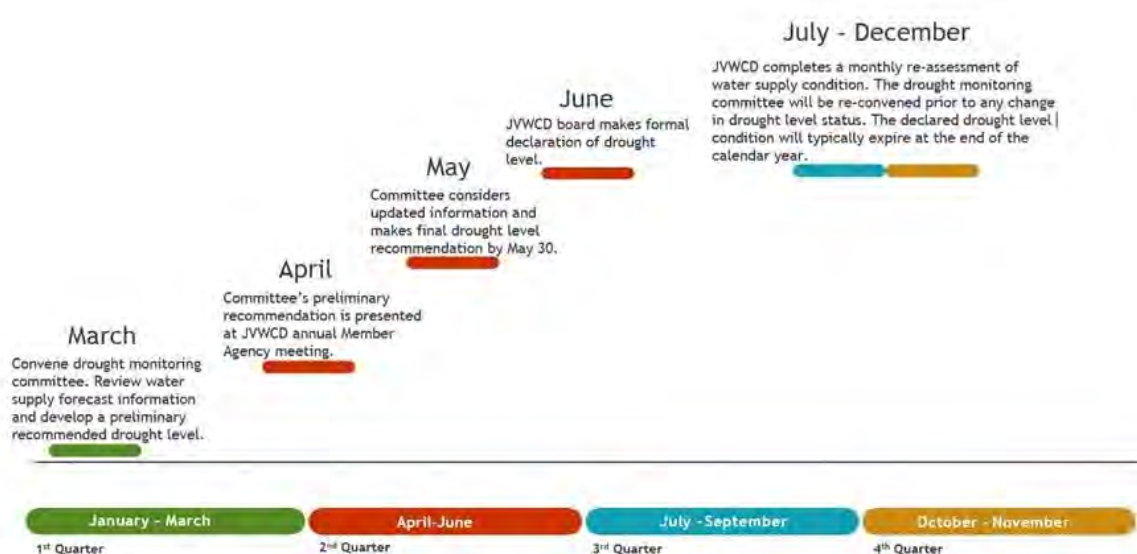 July - December
JVWCD completes a monthly re-assessment of
water supply condition. The drought monitoring
committee will be re-convened prior to any change
in drought level status. The declared drought level
condition will typically expire at the end of the
calendar year.
June
JVWCD board makes formal
declaration of drought
level.
May
Committee considers
updated information and
makes final drought level
recommendation by May 30.
April
Committee's preliminary
recommendation is presented
at JVWCD annual Member
Agency meeting.
March
Convene drought monitoring
committee. Review water
supply forecast information
and develop a preliminary
recommended drought level.
January - March
April-June
July -September
October - November
1st Quarter
2nd Quarter
3rd Quarter
4th Quarter